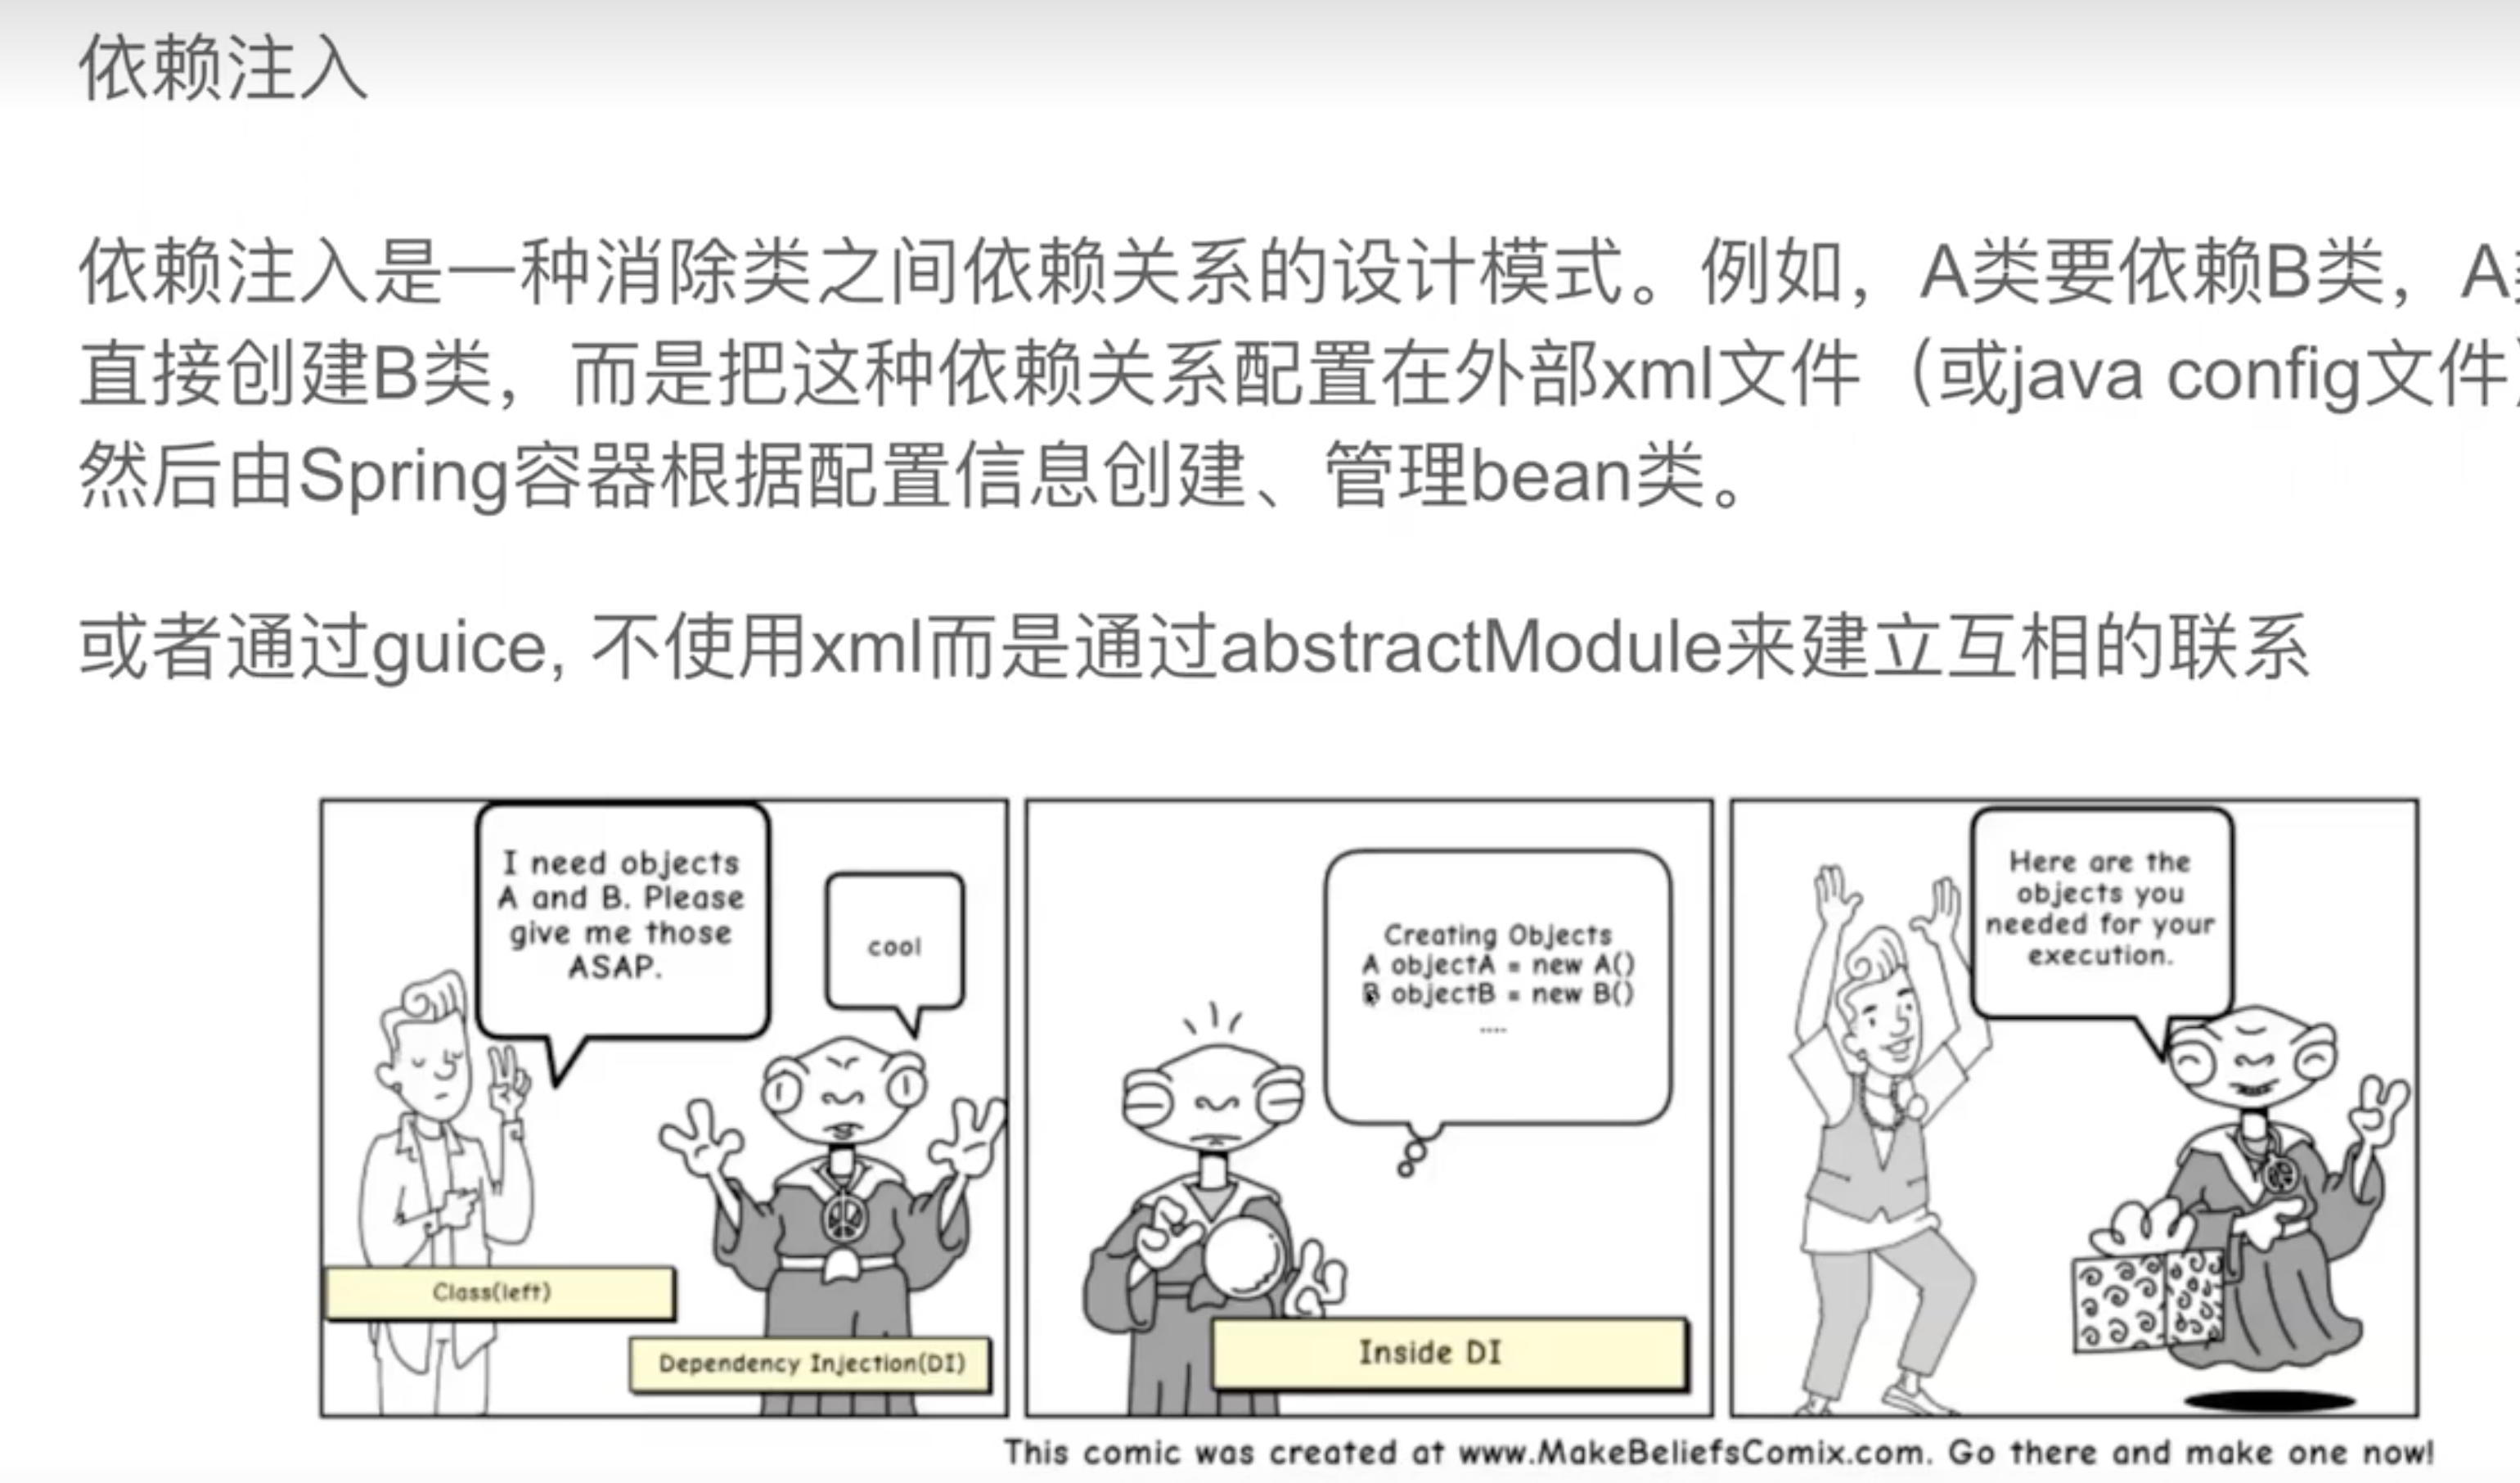 依赖注入
依赖注入是一种消除类之间依赖关系的设计模式。例如，A类要依赖B类，A
直接创建B类，而是把这种依赖关系配置在外部xml文件（或java config文件
然后由Spring容器根据配置信息创建、管理bean类。
或者通过guice, 不使用xml而是通过abstractModule来建立互相的联系
I need objects
A and B. Please
give me those
ASAP.
cool
Class(left)
Dependency Injection(DI)
Creating Objects
A objectA = new A()
B objectB = new B()
....
Inside DI
Here are the
objects you
needed for your
execution.
This comic was created at www.MakeBeliefsComix.com. Go there and make one now!